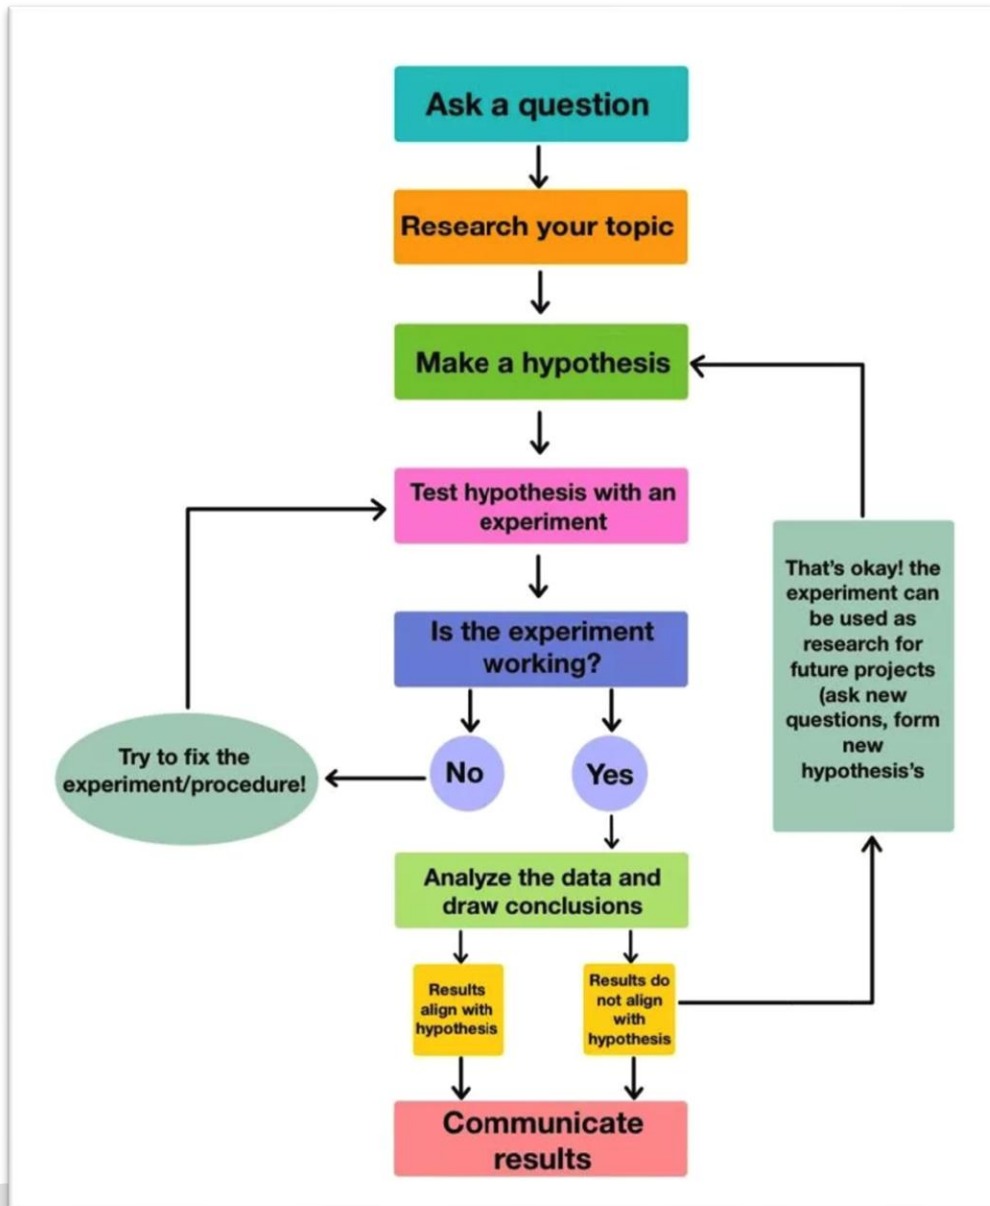 Ask a question
Research your topic
Make a hypothesis
Test hypothesis with an
experiment
Is the experiment
working?
No
Yes
Try to fix the
experiment/procedure!
That's okay! the
experiment can
be used as
research for
future projects
(ask new
questions, form
new
hypothesis's
Analyze the data and
draw conclusions
Results
align with
hypothesis
Results do
not align
with
hypothesis
Communicate
results